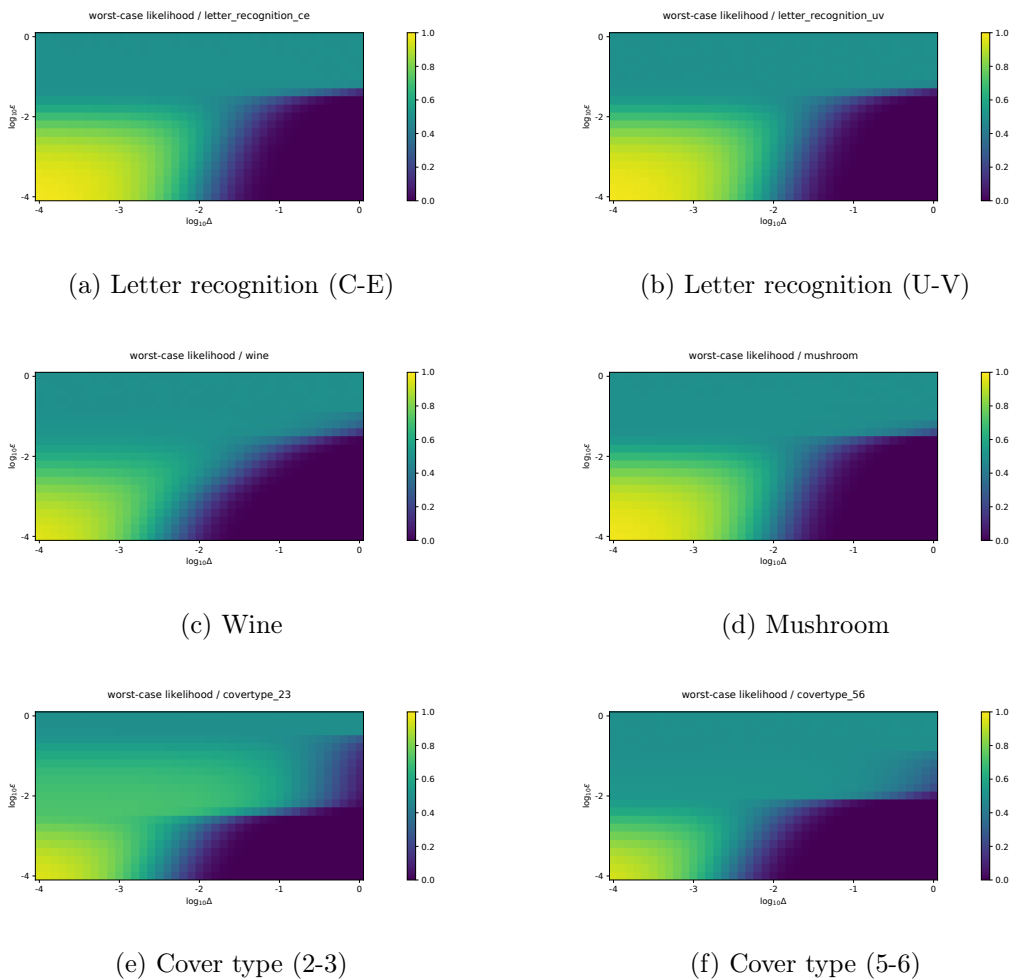 worst-case likelihood / letter_recognition_ce
0
-2
-4
log₁₀ε
-4 -3 -2 -1 0
log₁₀Δ
1.0
0.8
0.6
0.4
0.2
0.0
(a) Letter recognition (C-E)
worst-case likelihood / letter_recognition_uv
0
-2
-4
log₁₀ε
-4 -3 -2 -1 0
log₁₀Δ
1.0
0.8
0.6
0.4
0.2
0.0
(b) Letter recognition (U-V)
worst-case likelihood / wine
0
-2
-4
log₁₀ε
-4 -3 -2 -1 0
log₁₀Δ
1.0
0.8
0.6
0.4
0.2
0.0
(c) Wine
worst-case likelihood / mushroom
0
-2
-4
log₁₀ε
-4 -3 -2 -1 0
log₁₀Δ
1.0
0.8
0.6
0.4
0.2
0.0
(d) Mushroom
worst-case likelihood / covertype_23
0
-2
-4
log₁₀ε
-4 -3 -2 -1 0
log₁₀Δ
1.0
0.8
0.6
0.4
0.2
0.0
(e) Cover type (2-3)
worst-case likelihood / covertype_56
0
-2
-4
log₁₀ε
-4 -3 -2 -1 0
log₁₀Δ
1.0
0.8
0.6
0.4
0.2
0.0
(f) Cover type (5-6)